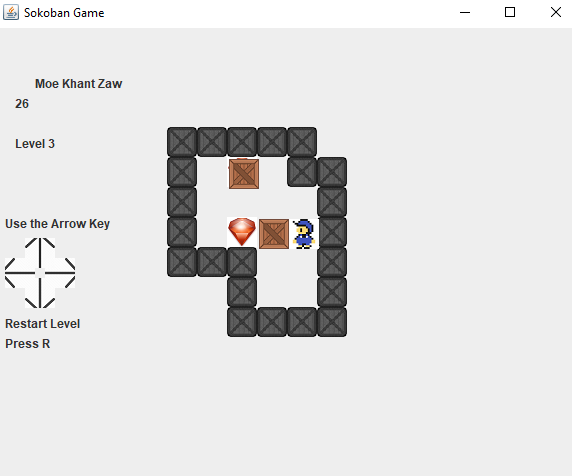 Sokoban Game
Moe Khant Zaw
26
Level 3
Use the Arrow Key
Restart Level
Press R